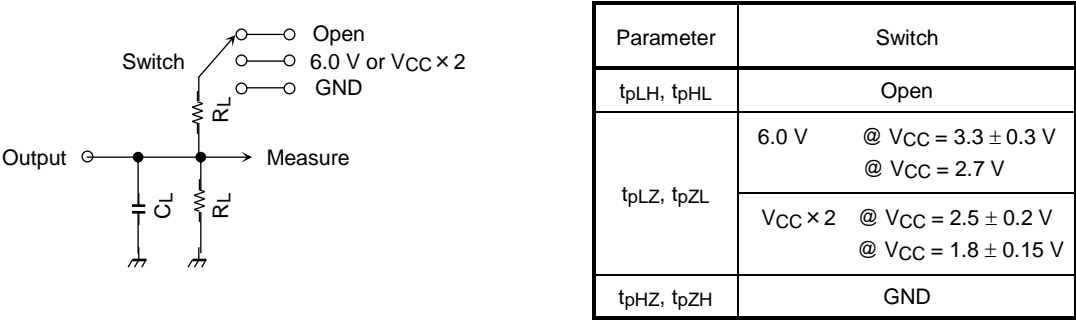 Switch
Open
6.0 V or VCC × 2
GND
RL
Output
Measure
CL
RL
Parameter Switch
tpLH, tpHL Open
tpLZ, tpZL
6.0 V @ VCC = 3.3 ± 0.3 V
@ VCC = 2.7 V
VCC × 2 @ VCC = 2.5 ± 0.2 V
@ VCC = 1.8 ± 0.15 V
tpHZ, tpZH GND